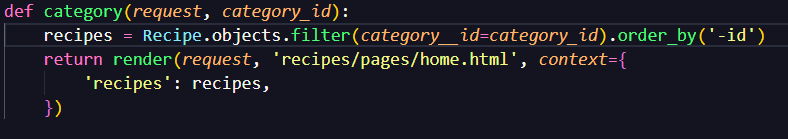 def category(request, category_id):
    recipes = Recipe.objects.filter(category__id=category_id).order_by('-id')
    return render(request, 'recipes/pages/home.html', context={
        'recipes': recipes,
    })